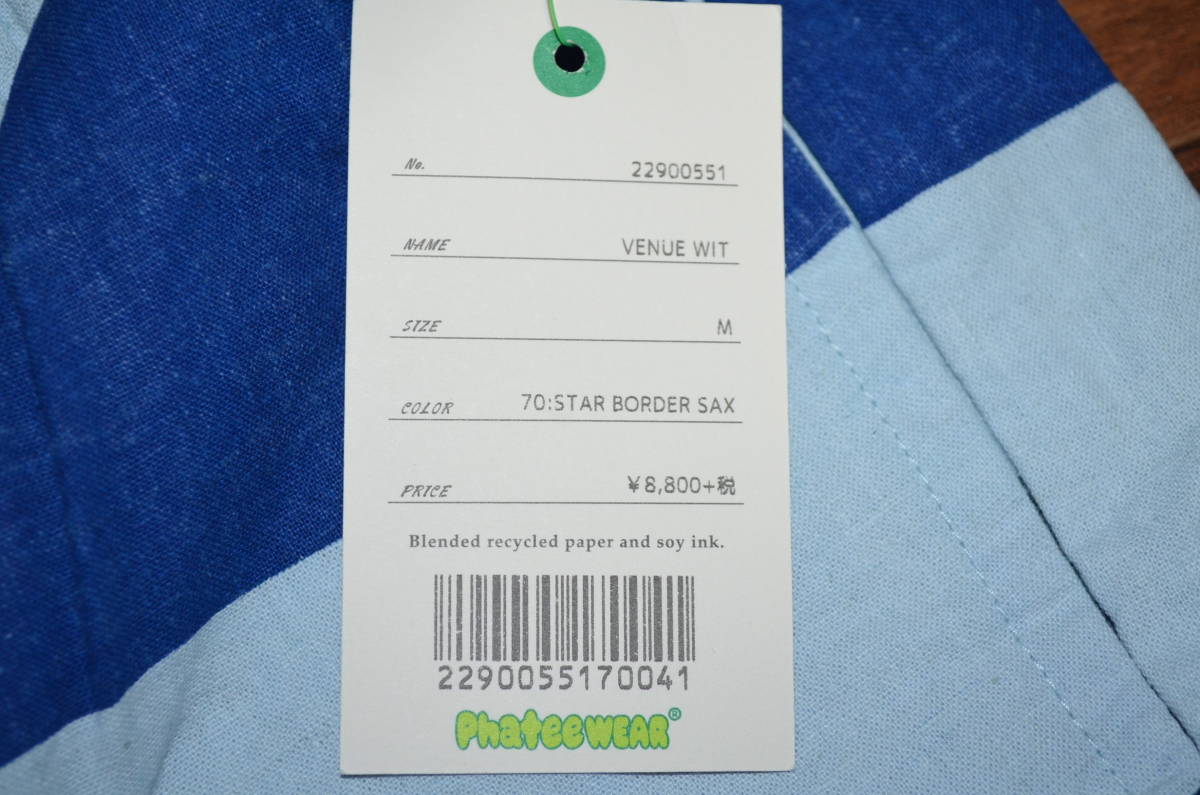 No. 22900551
NAME VENUE WIT
SIZE M
COLOR 70:STAR BORDER SAX
PRICE ¥8,800+税
Blended recycled paper and soy ink.
2290055170041
PhateeWEAR®